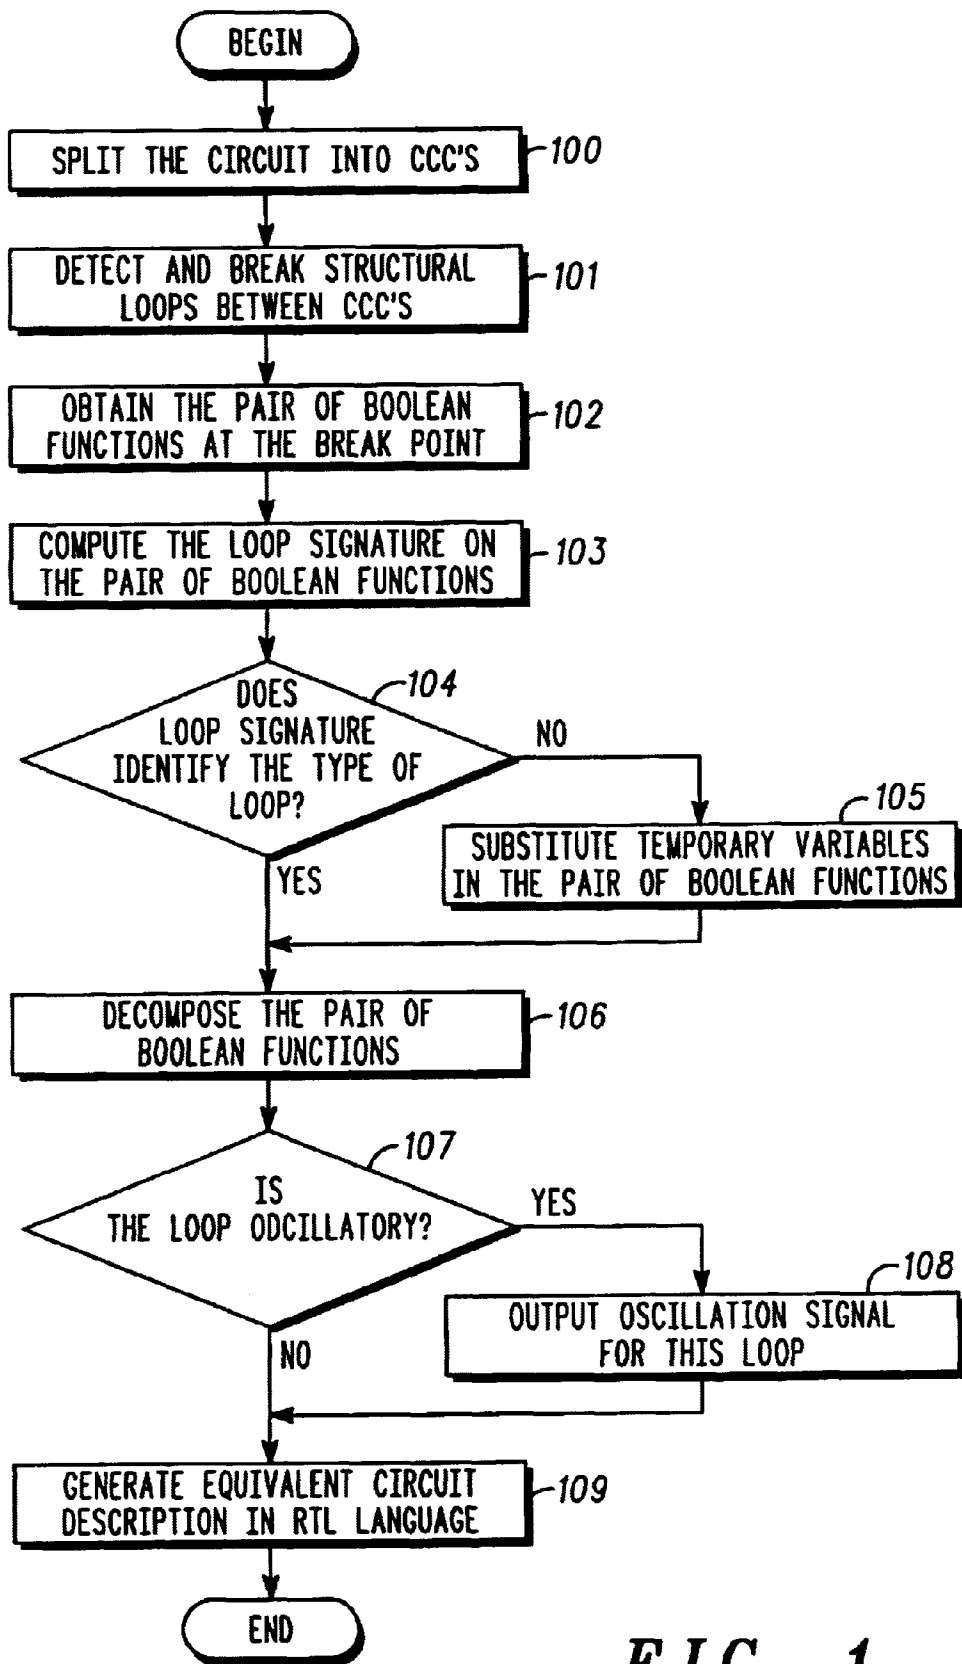 BEGIN
SPLIT THE CIRCUIT INTO CCC'S
100
DETECT AND BREAK STRUCTURAL
LOOPS BETWEEN CCC'S
101
OBTAIN THE PAIR OF BOOLEAN
FUNCTIONS AT THE BREAK POINT
102
COMPUTE THE LOOP SIGNATURE ON
THE PAIR OF BOOLEAN FUNCTIONS
103
DOES
LOOP SIGNATURE
IDENTIFY THE TYPE OF
LOOP?
104
NO
YES
105
SUBSTITUTE TEMPORARY VARIABLES
IN THE PAIR OF BOOLEAN FUNCTIONS
DECOMPOSE THE PAIR OF
BOOLEAN FUNCTIONS
106
IS
THE LOOP ODCILLATORY?
107
YES
NO
108
OUTPUT OSCILLATION SIGNAL
FOR THIS LOOP
GENERATE EQUIVALENT CIRCUIT
DESCRIPTION IN RTL LANGUAGE
109
END
FIG. 1